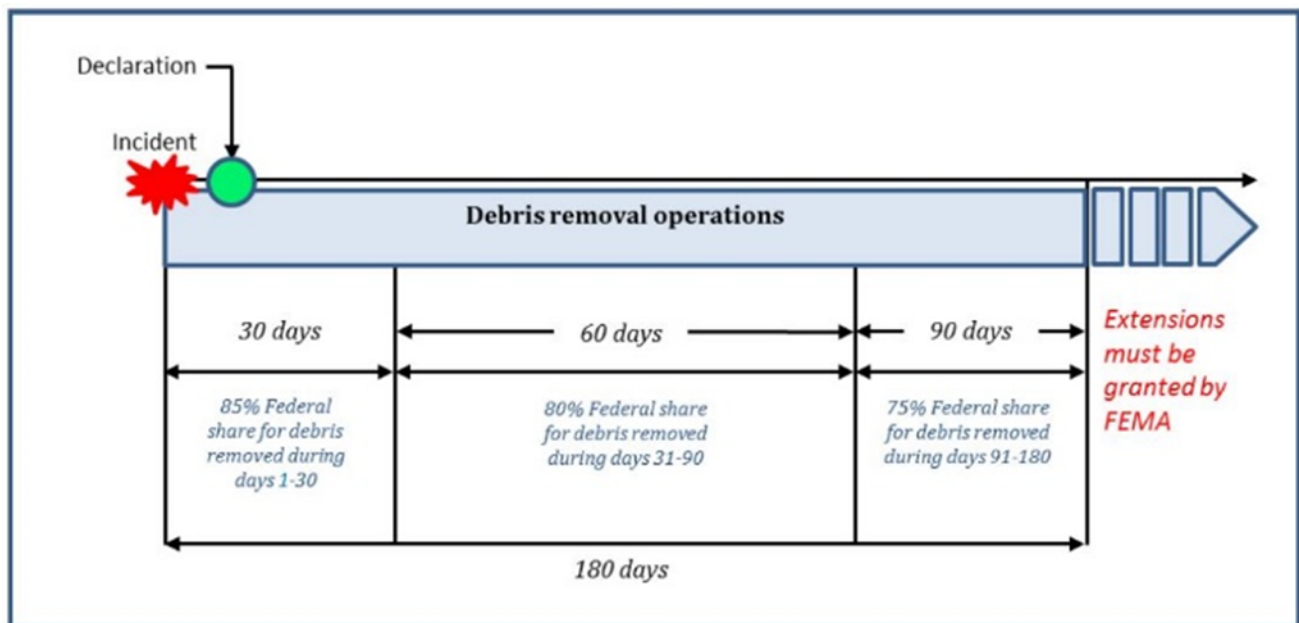 Declaration
Incident
Debris removal operations
30 days
60 days
90 days
Extensions
must be
granted by
FEMA
85% Federal
share for debris
removed during
days 1-30
80% Federal share
for debris removed
during days 31-90
75% Federal share
for debris removed
during days 91-180
180 days